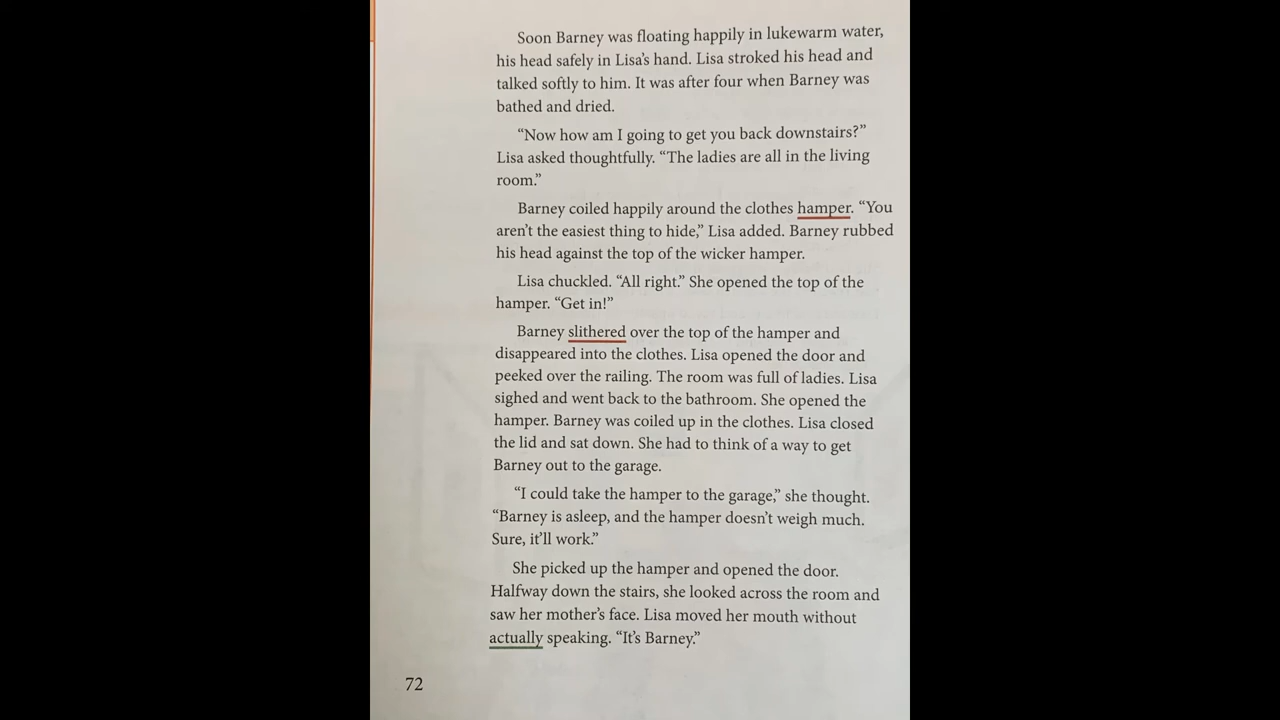 Soon Barney was floating happily in lukewarm water,
his head safely in Lisa’s hand. Lisa stroked his head and
talked softly to him. It was after four when Barney was
bathed and dried.
“Now how am I going to get you back downstairs?”
Lisa asked thoughtfully. “The ladies are all in the living
room.”
Barney coiled happily around the clothes hamper. “You
aren’t the easiest thing to hide,” Lisa added. Barney rubbed
his head against the top of the wicker hamper.
Lisa chuckled. “All right.” She opened the top of the
hamper. “Get in!”
Barney slithered over the top of the hamper and
disappeared into the clothes. Lisa opened the door and
peeked over the railing. The room was full of ladies. Lisa
sighed and went back to the bathroom. She opened the
hamper. Barney was coiled up in the clothes. Lisa closed
the lid and sat down. She had to think of a way to get
Barney out to the garage.
“I could take the hamper to the garage,” she thought.
“Barney is asleep, and the hamper doesn’t weigh much.
Sure, it’ll work.”
She picked up the hamper and opened the door.
Halfway down the stairs, she looked across the room and
saw her mother’s face. Lisa moved her mouth without
actually speaking. “It’s Barney.”
72